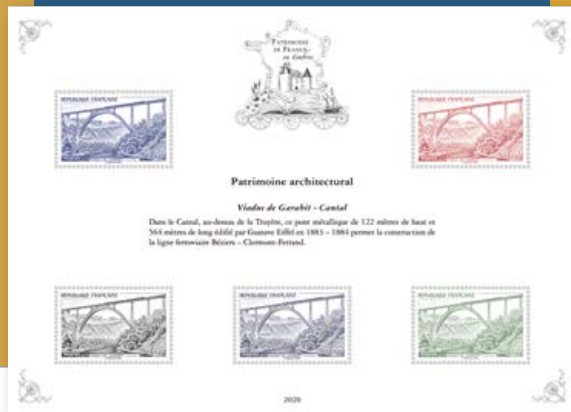 PATRIMOINE
DE FRANCE
en timbres
RÉPUBLIQUE FRANÇAISE
RÉPUBLIQUE FRANÇAISE
Patrimoine architectural
Viaduc de Garabit - Cantal
Dans le Cantal, au-dessus de la Truyère, ce pont métallique de 122 mètres de haut et
564 mètres de long édifié par Gustave Eiffel en 1883 – 1884 permet la construction de
la ligne ferroviaire Béziers – Clermont-Ferrand.
RÉPUBLIQUE FRANÇAISE
RÉPUBLIQUE FRANÇAISE
RÉPUBLIQUE FRANÇAISE
2020